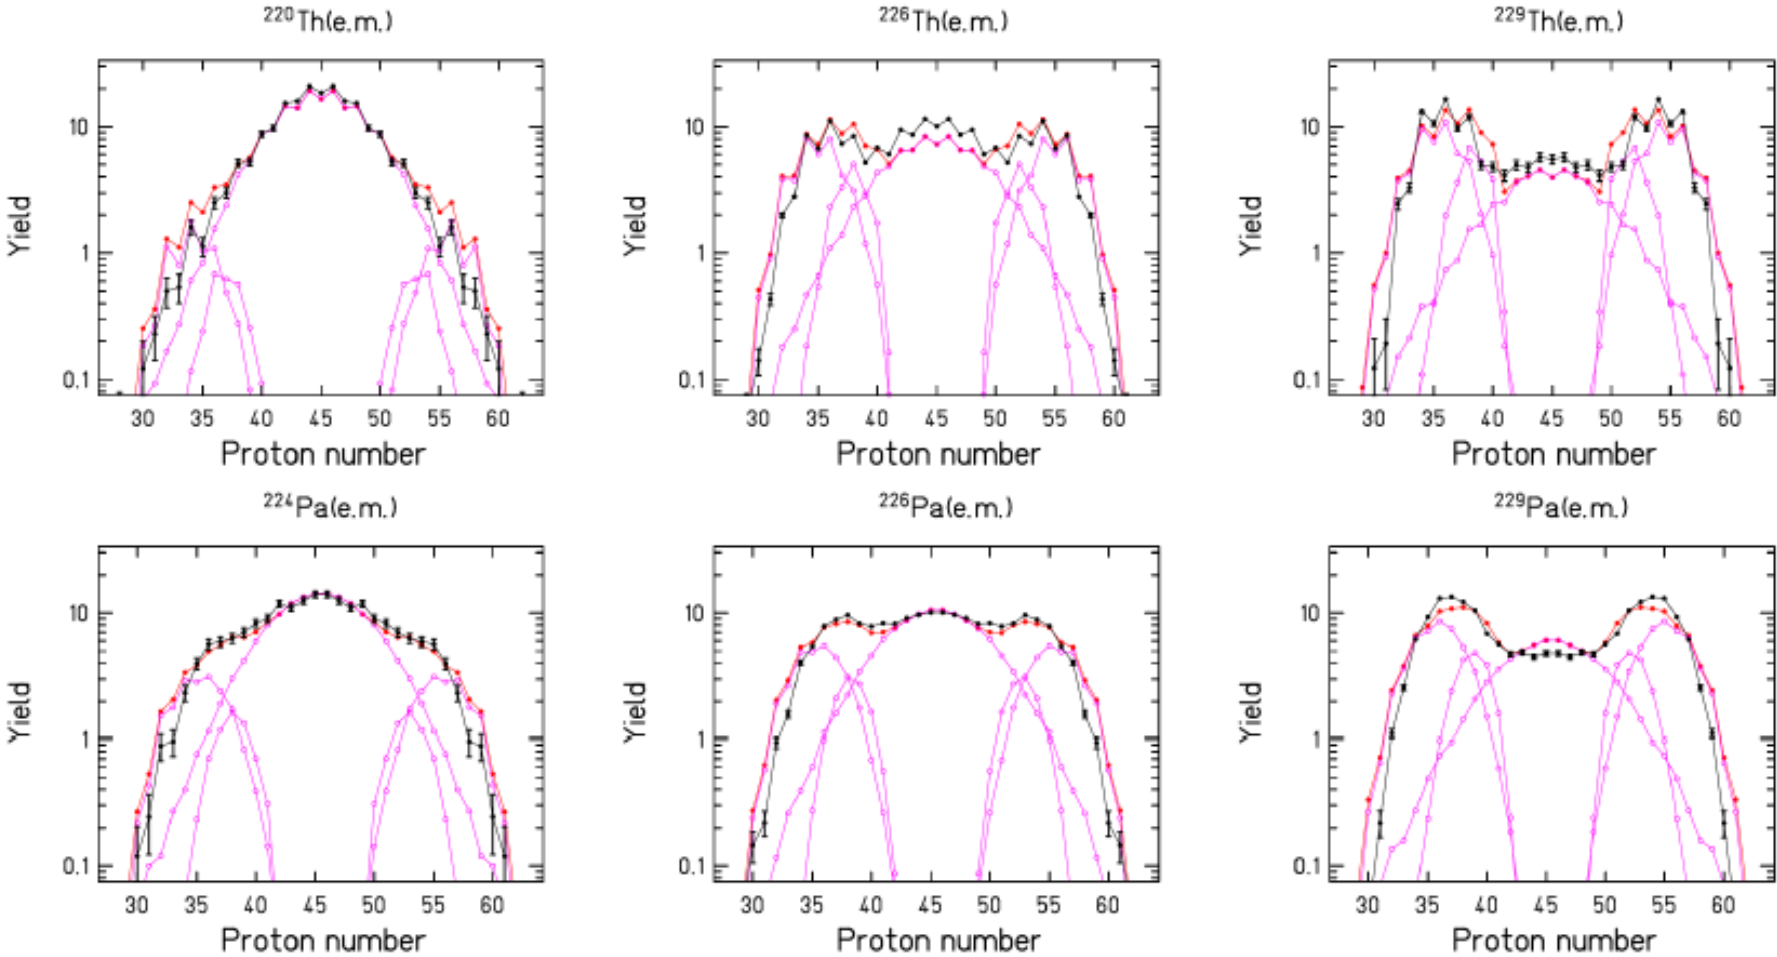 ²²⁰Th(e.m.)
Yield
10
1
0.1
30 35 40 45 50 55 60
Proton number
²²⁶Th(e.m.)
Yield
10
1
0.1
30 35 40 45 50 55 60
Proton number
²²⁹Th(e.m.)
Yield
10
1
0.1
30 35 40 45 50 55 60
Proton number
²²⁴Pa(e.m.)
Yield
10
1
0.1
30 35 40 45 50 55 60
Proton number
²²⁶Pa(e.m.)
Yield
10
1
0.1
30 35 40 45 50 55 60
Proton number
²²⁹Pa(e.m.)
Yield
10
1
0.1
30 35 40 45 50 55 60
Proton number